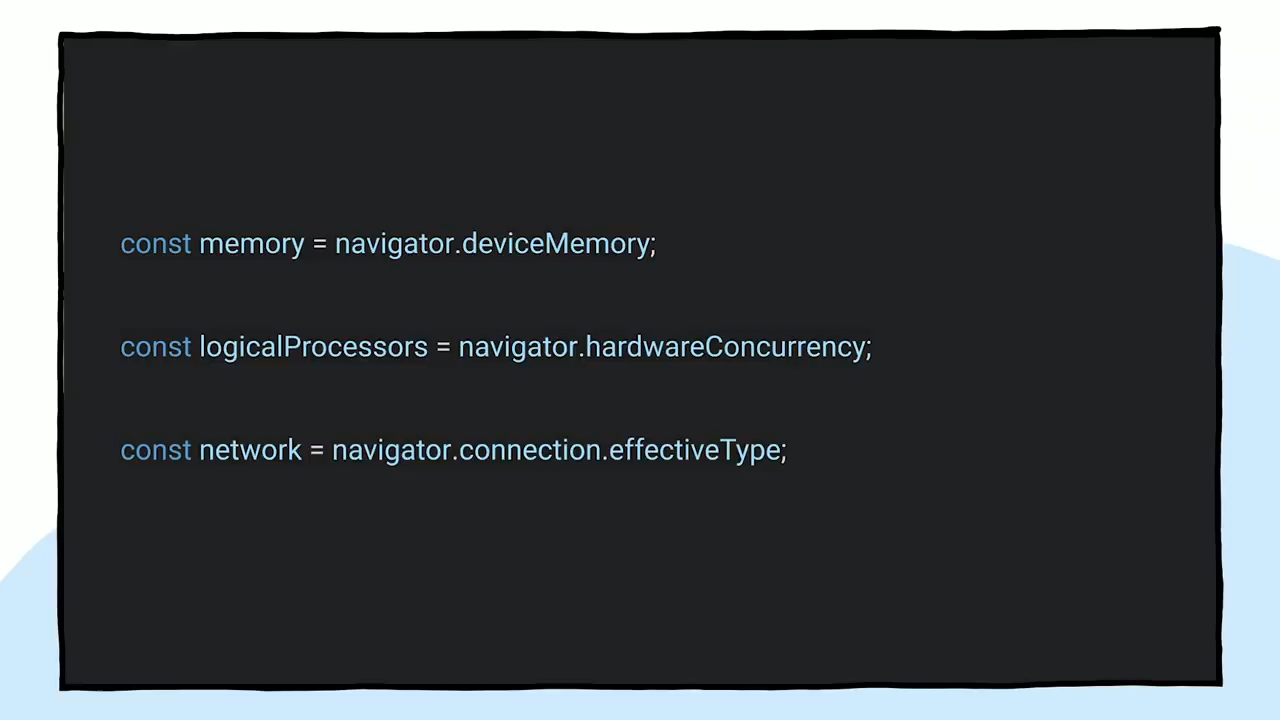 const memory = navigator.deviceMemory;
const logicalProcessors = navigator.hardwareConcurrency;
const network = navigator.connection.effectiveType;